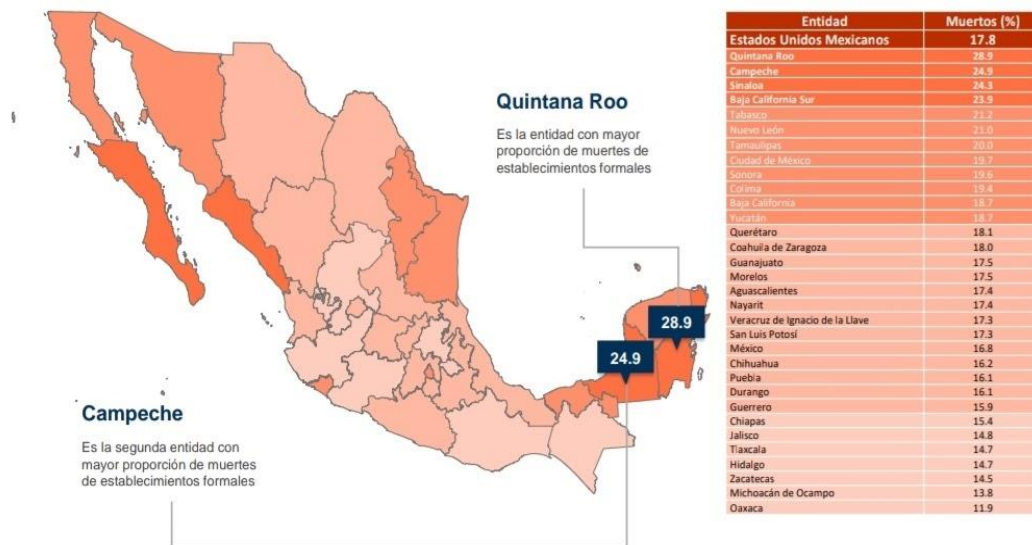 Quintana Roo
Es la entidad con mayor
proporción de muertes de
establecimientos formales
28.9
24.9
Campeche
Es la segunda entidad con
mayor proporción de muertes
de establecimientos formales
Entidad Muertos (%)
Estados Unidos Mexicanos 17.8
Quintana Roo 28.9
Campeche 24.9
Sinaloa 24.3
Baja California Sur 23.9
Tabasco 21.2
Nuevo León 21.0
Tamaulipas 20.0
Ciudad de México 19.7
Sonora 19.6
Colima 19.4
Baja California 18.7
Yucatán 18.7
Querétaro 18.1
Coahuila de Zaragoza 18.0
Guanajuato 17.5
Morelos 17.5
Aguascalientes 17.4
Nayarit 17.4
Veracruz de Ignacio de la Llave 17.3
San Luis Potosí 17.3
México 16.8
Chihuahua 16.2
Puebla 16.1
Durango 16.1
Guerrero 15.9
Chiapas 15.4
Jalisco 14.8
Tlaxcala 14.7
Hidalgo 14.7
Zacatecas 14.5
Michoacán de Ocampo 13.8
Oaxaca 11.9